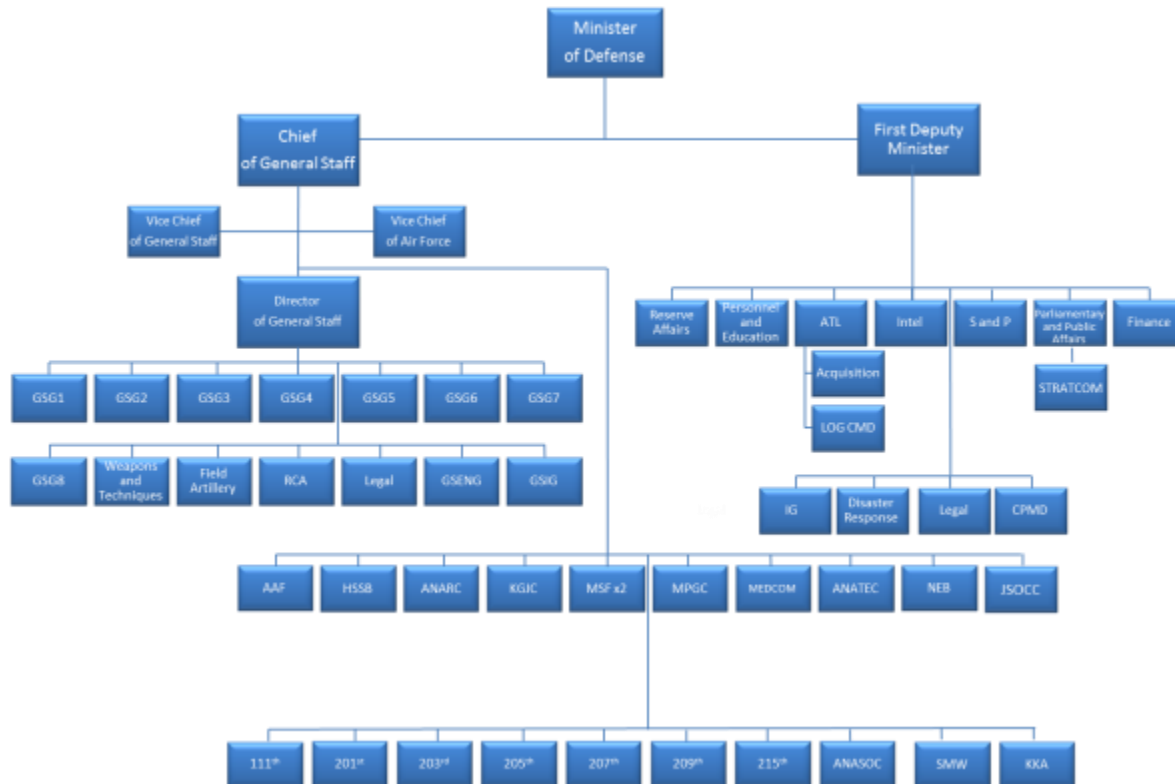 Minister
of Defense
Chief
of General Staff
First Deputy
Minister
Vice Chief
of General Staff
Vice Chief
of Air Force
Director
of General Staff
Reserve
Affairs
Personnel
and
Education
ATL
Intel
S and P
Parliamentary
and Public
Affairs
Finance
Acquisition
LOG CMD
STRATCOM
GSG1
GSG2
GSG3
GSG4
GSG5
GSG6
GSG7
GSG8
Weapons
and
Techniques
Field
Artillery
RCA
Legal
GSENG
GSIG
IG
Disaster
Response
Legal
CPMD
AAF
HSSB
ANARC
KGJC
MSF x2
MPGC
MEDCOM
ANATEC
NEB
JSOCC
111th
201st
203rd
205th
207th
209th
215th
ANASOC
SMW
KKA